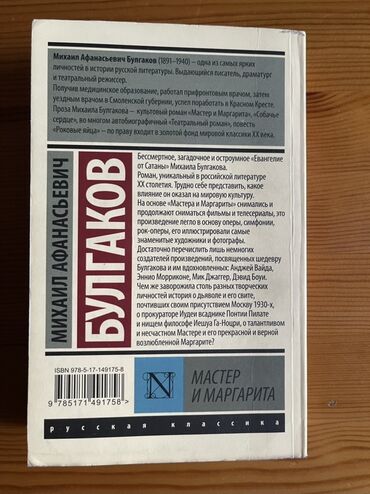 Михаил Афанасьевич Булгаков (1891–1940) – одна из самых ярких
личностей в истории русской литературы. Выдающийся писатель, драматург
и театральный режиссер.
Получив медицинское образование, работал прифронтовым врачом, затем
уездным врачом в Смоленской губернии, успел поработать в Красном Кресте.
Проза Михаила Булгакова – культовый роман «Мастер и Маргарита», «Собачье
сердце», во многом автобиографичный «Театральный роман», повесть
«Роковые яйца» – по праву входит в золотой фонд мировой классики XX века.
МИХАИЛ АФАНАСЬЕВИЧ
БУЛГАКОВ
Бессмертное, загадочное и остроумное «Евангелие
от Сатаны» Михаила Булгакова.
Роман, уникальный в российской литературе
XX столетия. Трудно себе представить, какое
влияние он оказал на мировую культуру.
На основе «Мастера и Маргариты» снимались и
продолжают сниматься фильмы и телесериалы, это
произведение легло в основу оперы, симфонии,
рок-оперы, его иллюстрировали самые
знаменитые художники и фотографы.
Достаточно перечислить лишь немногих
создателей произведений, посвященных шедевру
Булгакова и им вдохновленных: Анджей Вайда,
Эннио Морриконе, Мик Джаггер, Дэвид Боуи.
Чем же заворожила столь разных творческих
личностей история о дьяволе и его свите,
почтивших своим присутствием Москву 1930-х,
о прокураторе Иудеи всаднике Понтии Пилате
и нищем философе Иешуа Га-Ноцри, о талантливом
и несчастном Мастере и его прекрасной и верной
возлюбленной Маргарите?
ISBN 978-5-17-149175-8
9 785171 491758 >
N
МАСТЕР
И МАРГАРИТА
русская классика